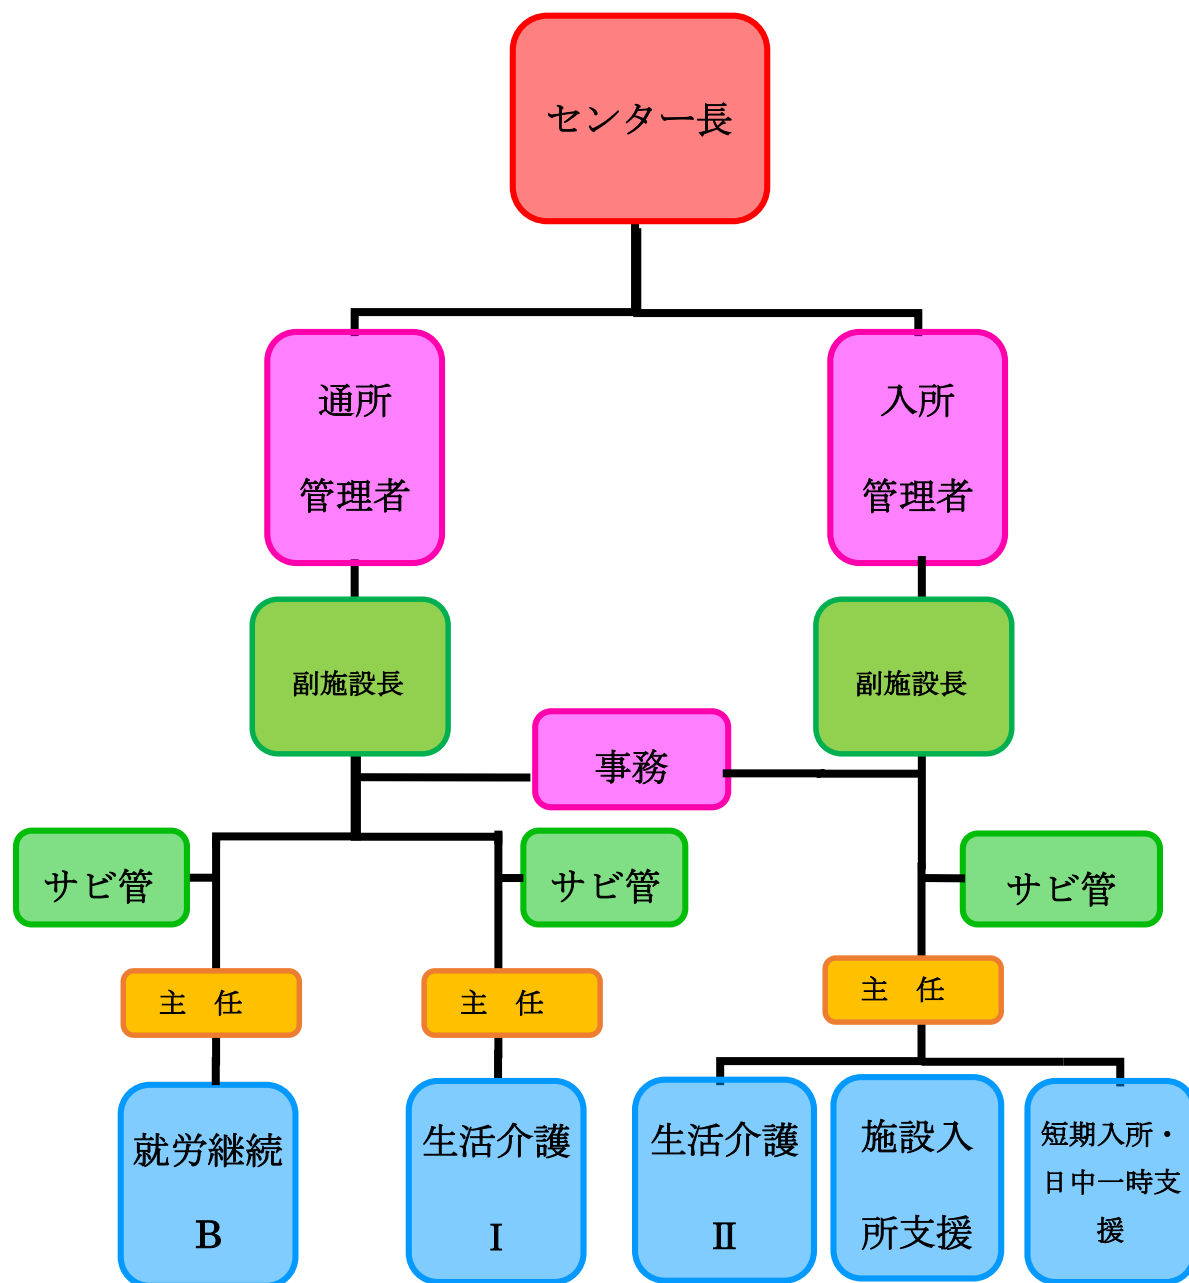 センター長
通所
管理者
入所
管理者
副施設長
副施設長
事務
サビ管
サビ管
サビ管
主　任
主　任
主　任
就労継続
B
生活介護
Ⅰ
生活介護
Ⅱ
施設入
所支援
短期入所・
日中一時支
援